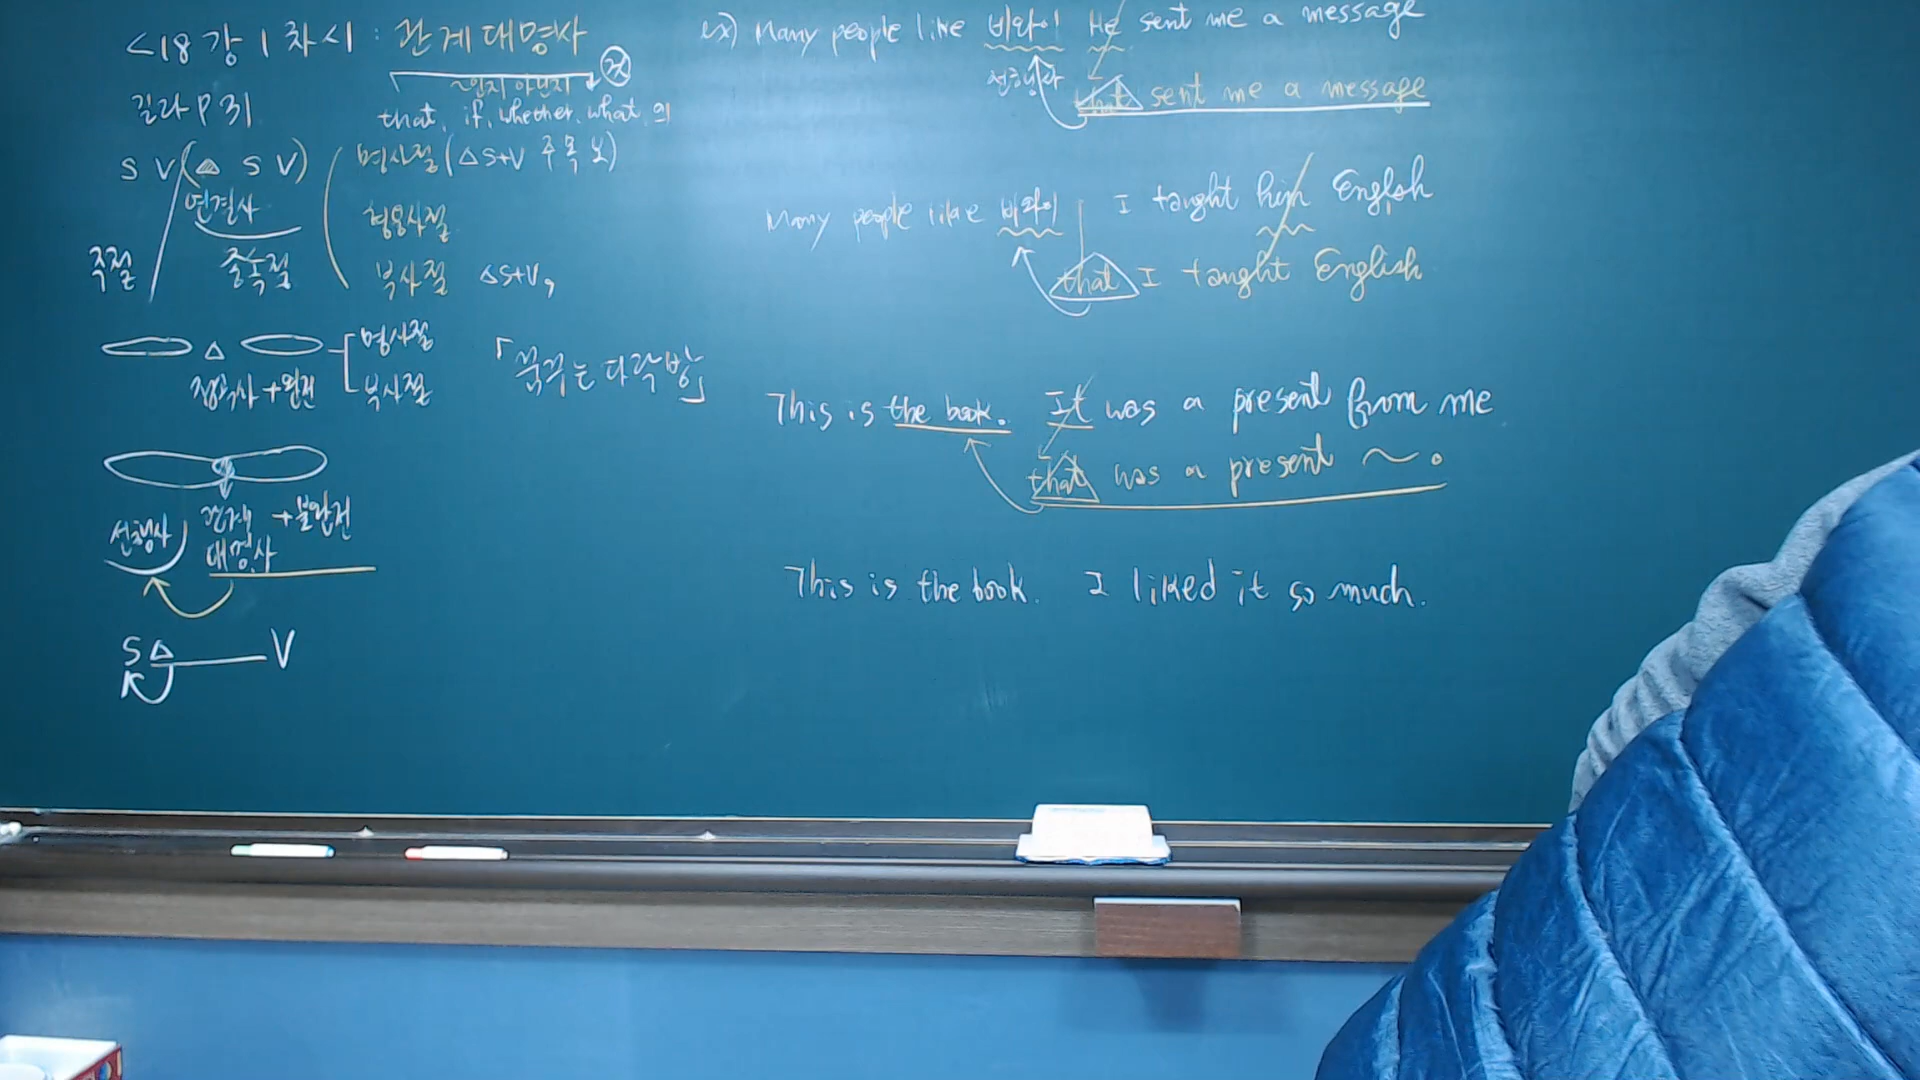 <18강 1차시 : 관계대명사
길라 P 31
것
~인지 아닌지
that, if, whether, what, 의
S V (△ S V)
연결사
주절
종속절
명사절 (△ S+V 주목보)
형용사절
부사절 △S+V,
△
접속사 + 완전
명사절
부사절
「꿈꾸는 다락방」
선행사
관계대명사 + 불완전
S △ V
ex) Many people like 비와이 He sent me a message
선행사
that sent me a message
Many people like 비와이 I taught him English
that I taught English
This is the book. It was a present from me
that was a present ~.
This is the book. I liked it so much.